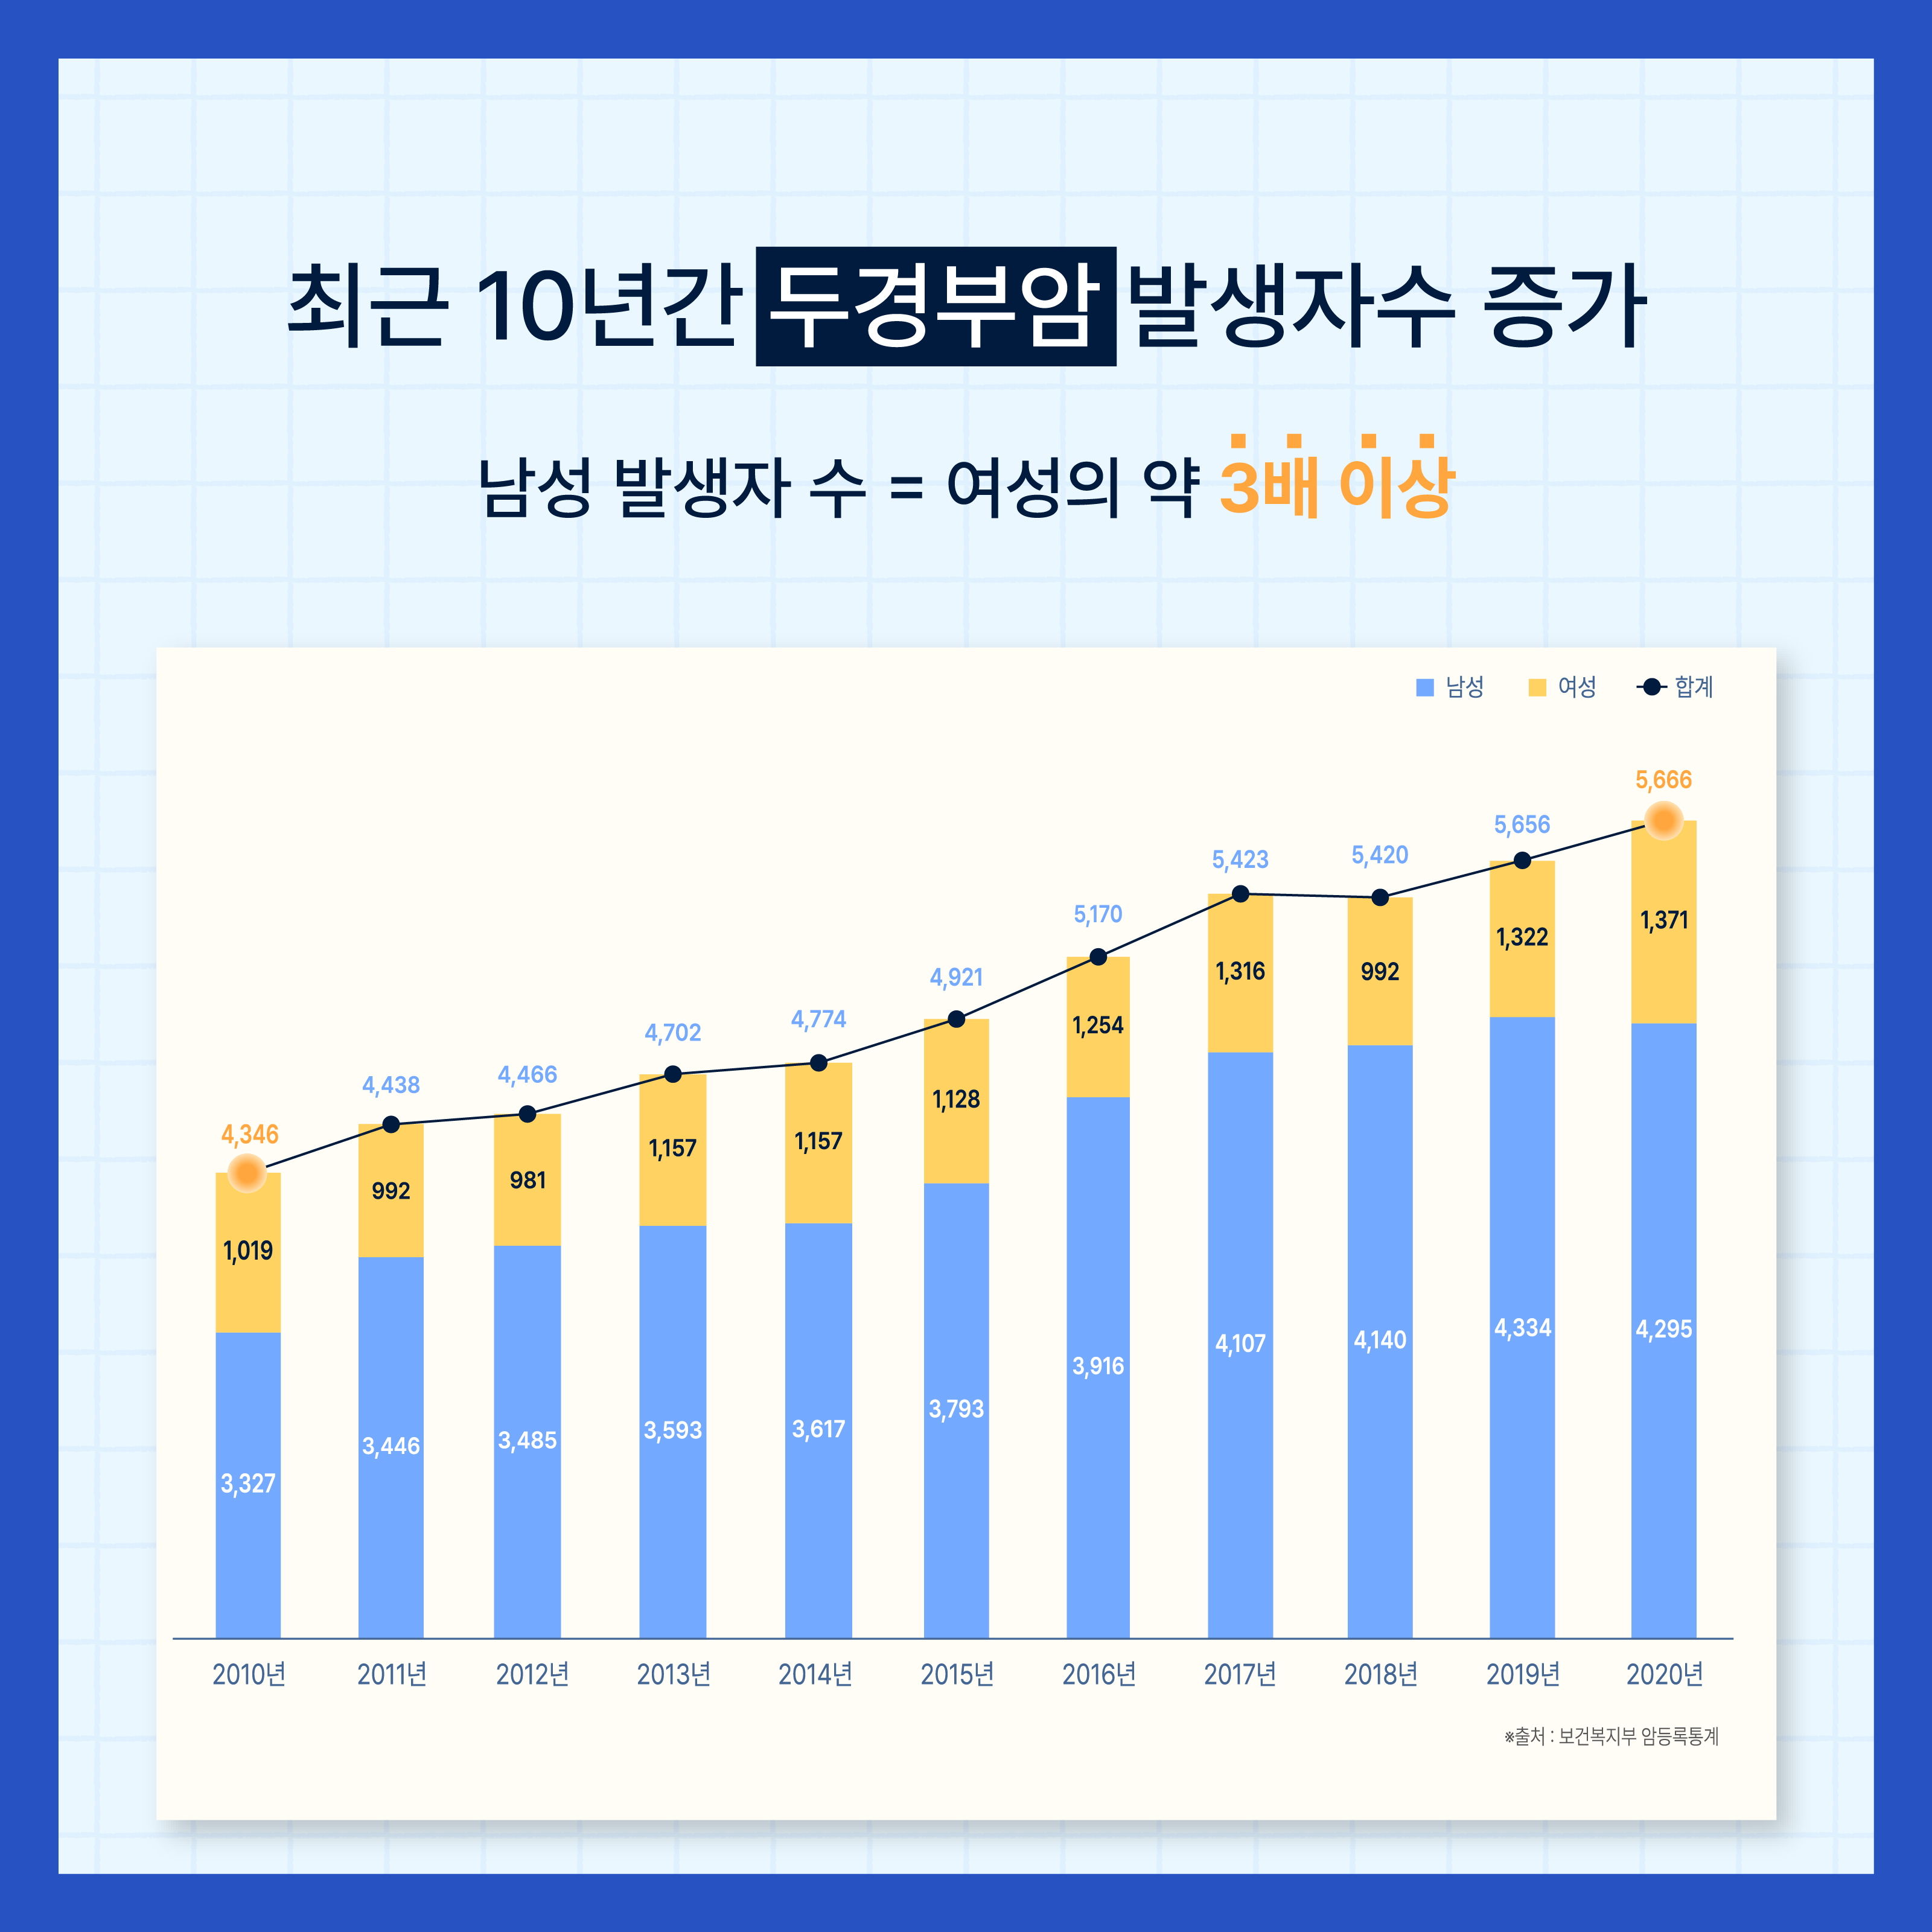 최근 10년간 두경부암 발생자수 증가
남성 발생자 수 = 여성의 약 3배 이상
남성 여성 합계
4,346 4,438 4,466 4,702 4,774 4,921 5,170 5,423 5,420 5,656 5,666
1,019 992 981 1,157 1,157 1,128 1,254 1,316 992 1,322 1,371
3,327 3,446 3,485 3,593 3,617 3,793 3,916 4,107 4,140 4,334 4,295
2010년 2011년 2012년 2013년 2014년 2015년 2016년 2017년 2018년 2019년 2020년
※출처 : 보건복지부 암등록통계